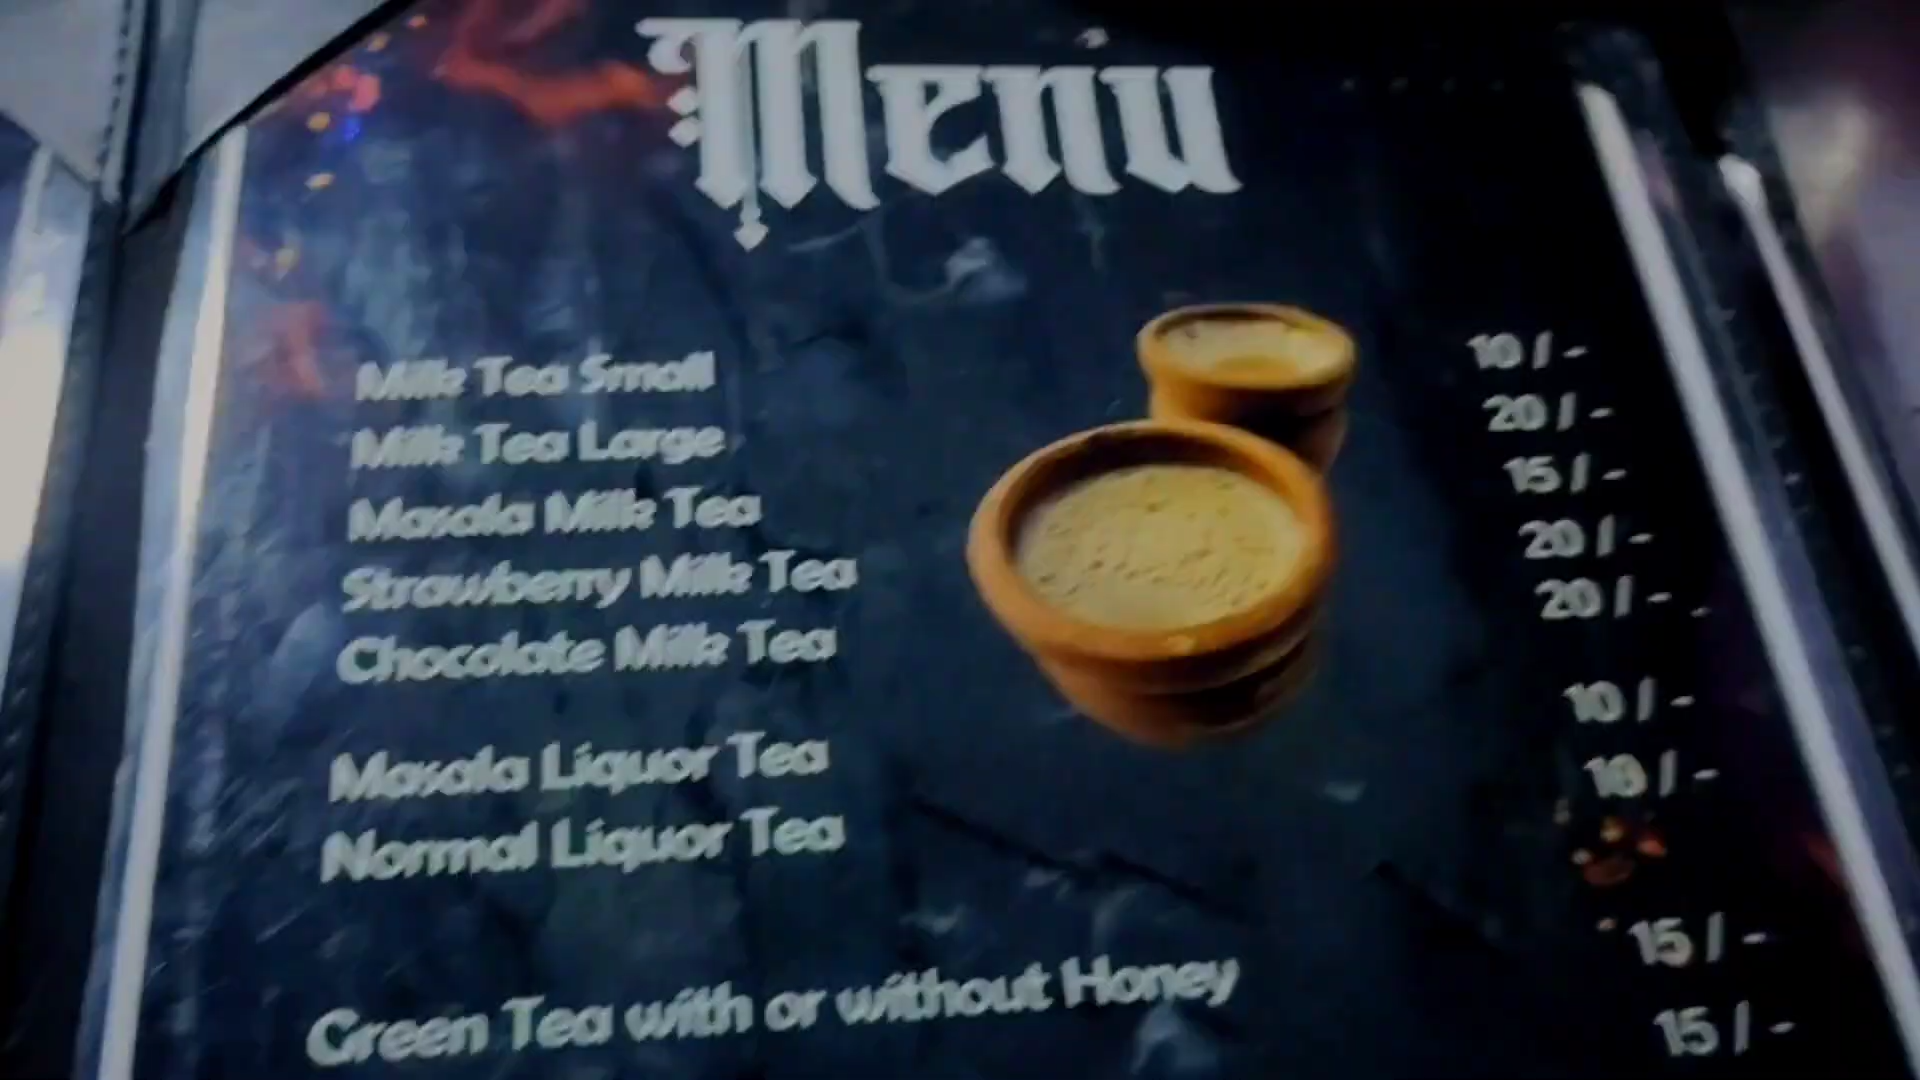 Menu
Milk Tea Small 10/-
Milk Tea Large 20/-
Masala Milk Tea 15/-
Strawberry Milk Tea 20/-
Chocolate Milk Tea 20/-
Masala Liquor Tea 10/-
Normal Liquor Tea 10/-
Green Tea with or without Honey 15/-
15/-